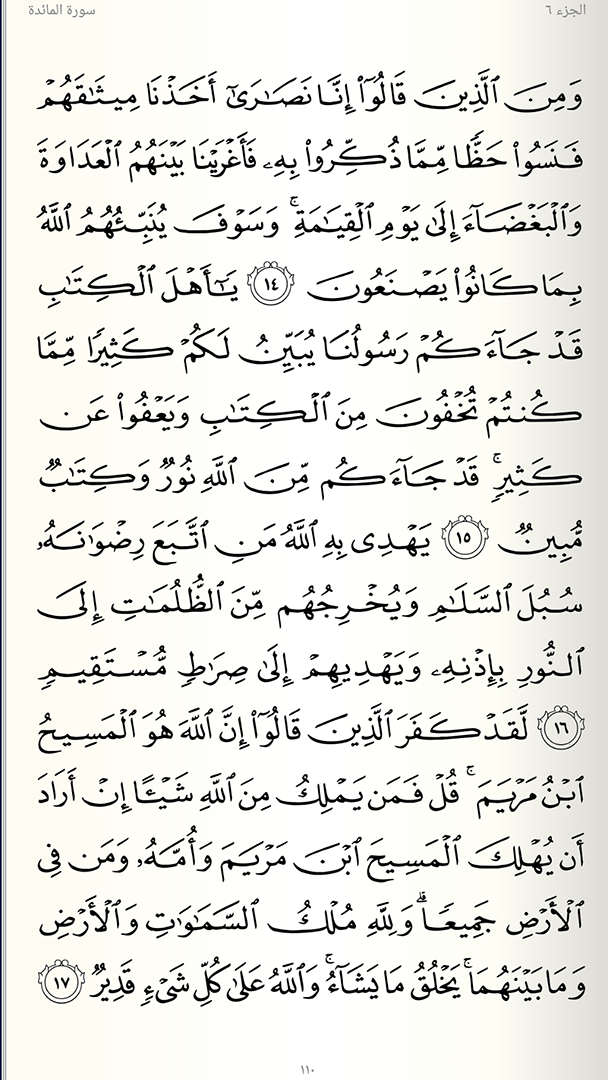 الجزء ٦
سورة المائدة
وَمِنَ ٱلَّذِينَ قَالُوٓا۟ إِنَّا نَصَـٰرَىٰٓ أَخَذْنَا مِيثَـٰقَهُمْ
فَنَسُوا۟ حَظًّا مِّمَّا ذُكِّرُوا۟ بِهِۦ فَأَغْرَيْنَا بَيْنَهُمُ ٱلْعَدَاوَةَ
وَٱلْبَغْضَآءَ إِلَىٰ يَوْمِ ٱلْقِيَـٰمَةِ ۚ وَسَوْفَ يُنَبِّئُهُمُ ٱللَّهُ
بِمَا كَانُوا۟ يَصْنَعُونَ ١٤ يَـٰٓأَهْلَ ٱلْكِتَـٰبِ
قَدْ جَآءَكُمْ رَسُولُنَا يُبَيِّنُ لَكُمْ كَثِيرًا مِّمَّا
كُنتُمْ تُخْفُونَ مِنَ ٱلْكِتَـٰبِ وَيَعْفُوا۟ عَن
كَثِيرٍ ۚ قَدْ جَآءَكُم مِّنَ ٱللَّهِ نُورٌ وَكِتَـٰبٌ
مُّبِينٌ ١٥ يَهْدِى بِهِ ٱللَّهُ مَنِ ٱتَّبَعَ رِضْوَٰنَهُۥ
سُبُلَ ٱلسَّلَـٰمِ وَيُخْرِجُهُم مِّنَ ٱلظُّلُمَـٰتِ إِلَى
ٱلنُّورِ بِإِذْنِهِۦ وَيَهْدِيهِمْ إِلَىٰ صِرَٰطٍ مُّسْتَقِيمٍ
١٦ لَّقَدْ كَفَرَ ٱلَّذِينَ قَالُوٓا۟ إِنَّ ٱللَّهَ هُوَ ٱلْمَسِيحُ
ٱبْنُ مَرْيَمَ ۚ قُلْ فَمَن يَمْلِكُ مِنَ ٱللَّهِ شَيْـًٔا إِنْ أَرَادَ
أَن يُهْلِكَ ٱلْمَسِيحَ ٱبْنَ مَرْيَمَ وَأُمَّهُۥ وَمَن فِى
ٱلْأَرْضِ جَمِيعًا ۗ وَلِلَّهِ مُلْكُ ٱلسَّمَـٰوَٰتِ وَٱلْأَرْضِ
وَمَا بَيْنَهُمَا ۚ يَخْلُقُ مَا يَشَآءُ ۚ وَٱللَّهُ عَلَىٰ كُلِّ شَىْءٍ قَدِيرٌ ١٧
١١٠